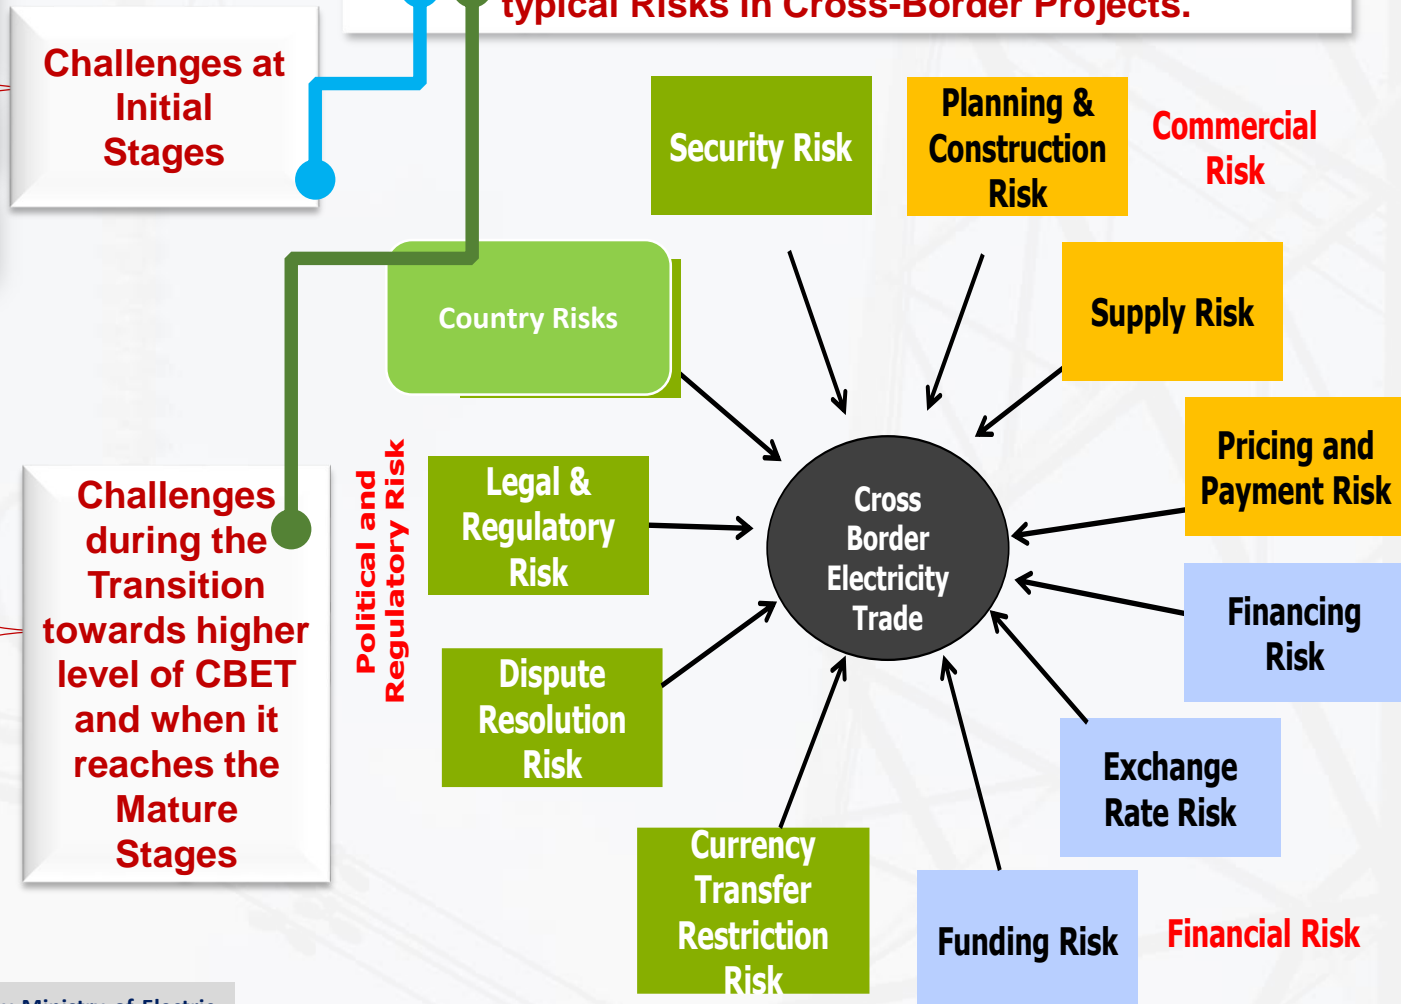 typical Risks in Cross-Border Projects.
Challenges at
Initial
Stages
Security Risk
Planning &
Construction
Risk
Commercial
Risk
Country Risks
Supply Risk
Political and
Regulatory Risk
Legal &
Regulatory
Risk
Pricing and
Payment Risk
Cross
Border
Electricity
Trade
Challenges
during the
Transition
towards higher
level of CBET
and when it
reaches the
Mature
Stages
Financing
Risk
Dispute
Resolution
Risk
Exchange
Rate Risk
Currency
Transfer
Restriction
Risk
Funding Risk
Financial Risk
Ministry of Electric